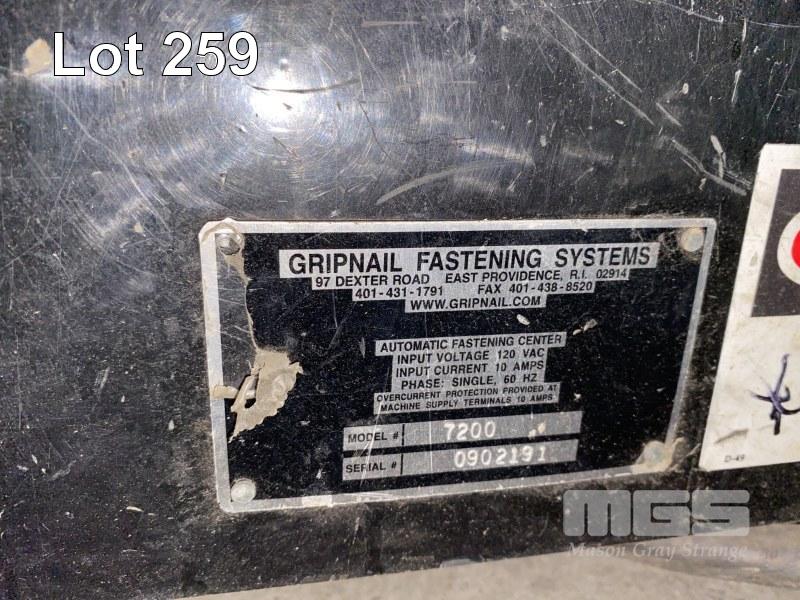 Lot 259
GRIPNAIL FASTENING SYSTEMS
97 DEXTER ROAD EAST PROVIDENCE, R.I. 02914
401-431-1791 FAX 401-438-8520
WWW.GRIPNAIL.COM
AUTOMATIC FASTENING CENTER
INPUT VOLTAGE 120 VAC
INPUT CURRENT 10 AMPS
PHASE: SINGLE, 60 HZ
OVERCURRENT PROTECTION PROVIDED AT
MACHINE SUPPLY TERMINALS 10 AMPS
MODEL # 7200
SERIAL # 0902191
D-49
MGS
Mason Gray Strange